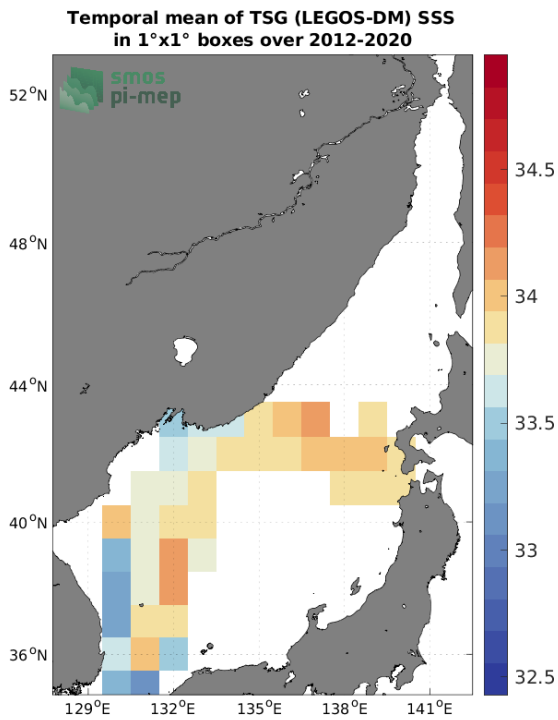 Temporal mean of TSG (LEGOS-DM) SSS
in 1°x1° boxes over 2012-2020
smos
pi-mep
52°N
48°N
44°N
40°N
36°N
129°E 132°E 135°E 138°E 141°E
34.5
34
33.5
33
32.5